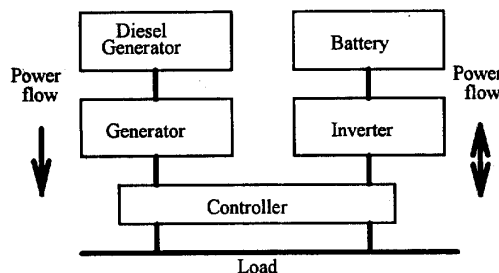 Diesel
Generator
Battery
Power
flow
Power
flow
Generator
Inverter
Controller
Load